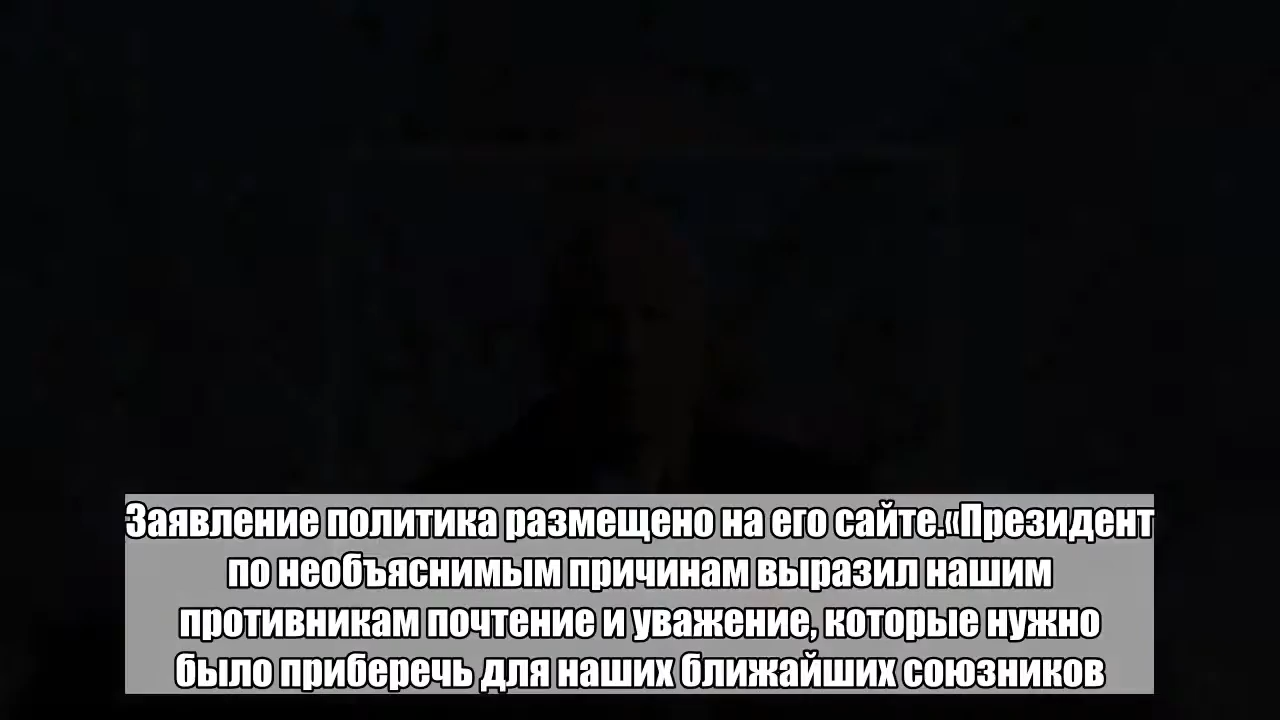 Заявление политика размещено на его сайте.«Президент
по необъяснимым причинам выразил нашим
противникам почтение и уважение, которые нужно
было приберечь для наших ближайших союзников